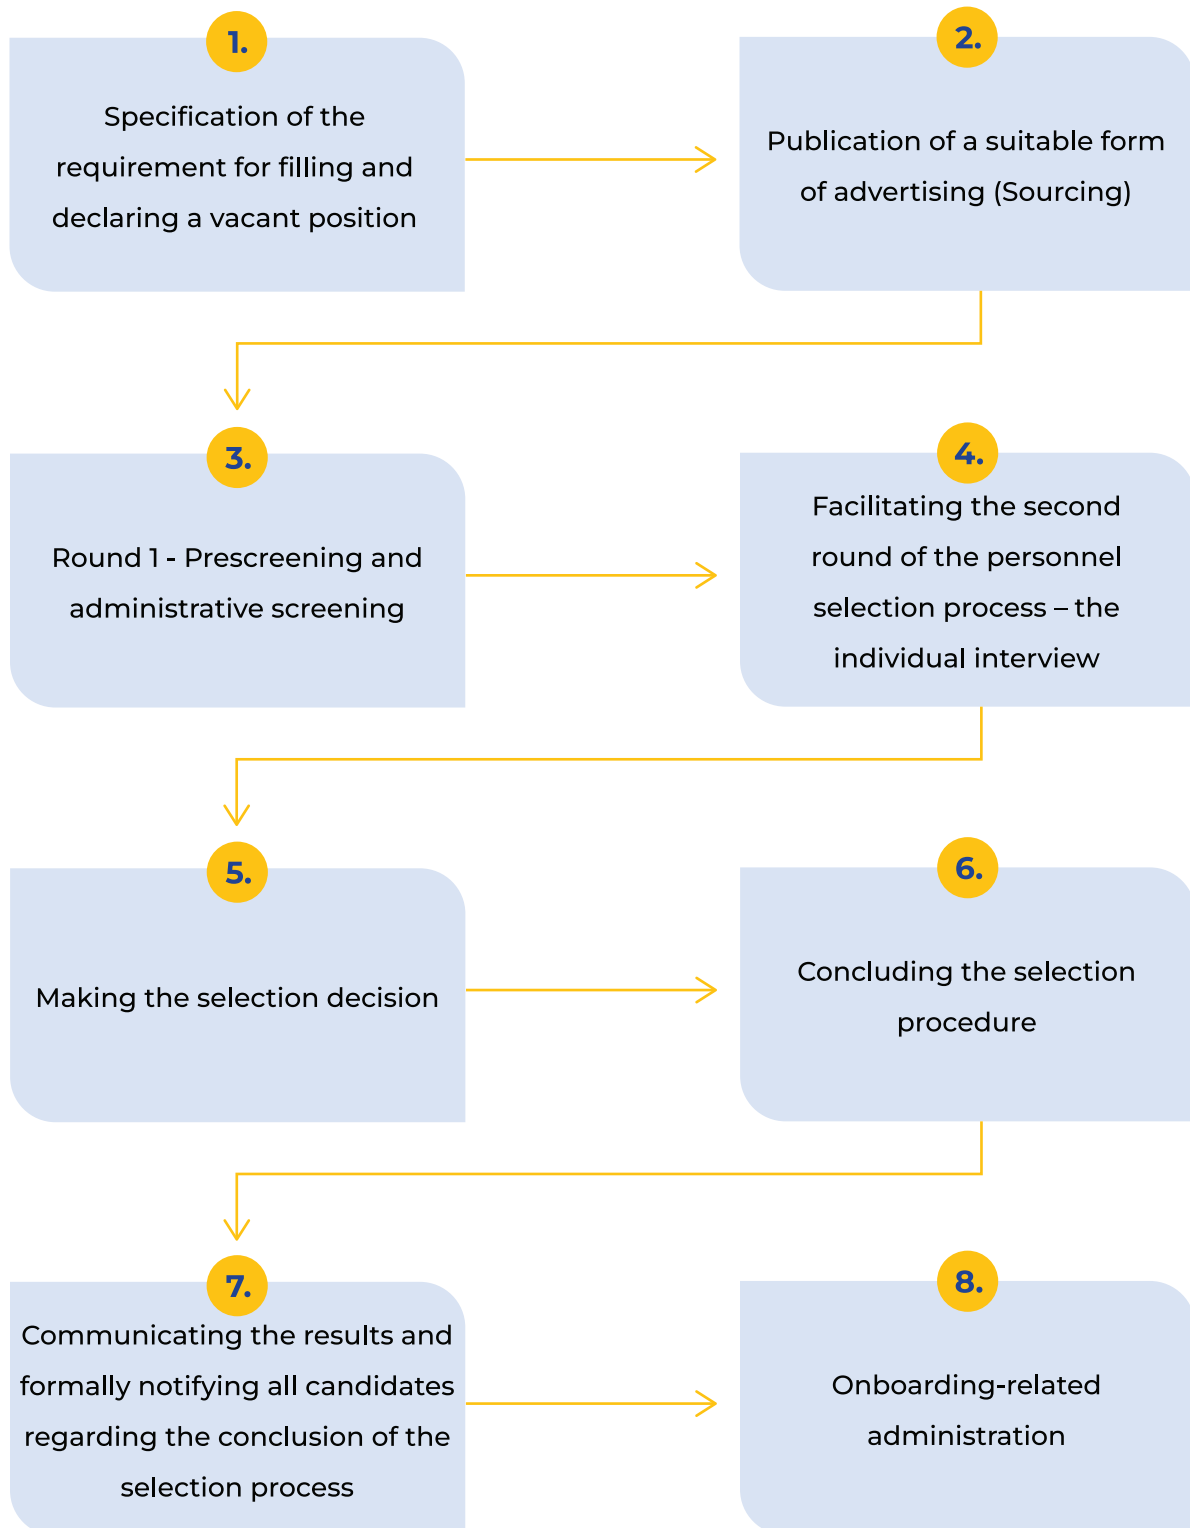 1.
Specification of the
requirement for filling and
declaring a vacant position
2.
Publication of a suitable form
of advertising (Sourcing)
3.
Round 1 - Prescreening and
administrative screening
4.
Facilitating the second
round of the personnel
selection process – the
individual interview
5.
Making the selection decision
6.
Concluding the selection
procedure
7.
Communicating the results and
formally notifying all candidates
regarding the conclusion of the
selection process
8.
Onboarding-related
administration